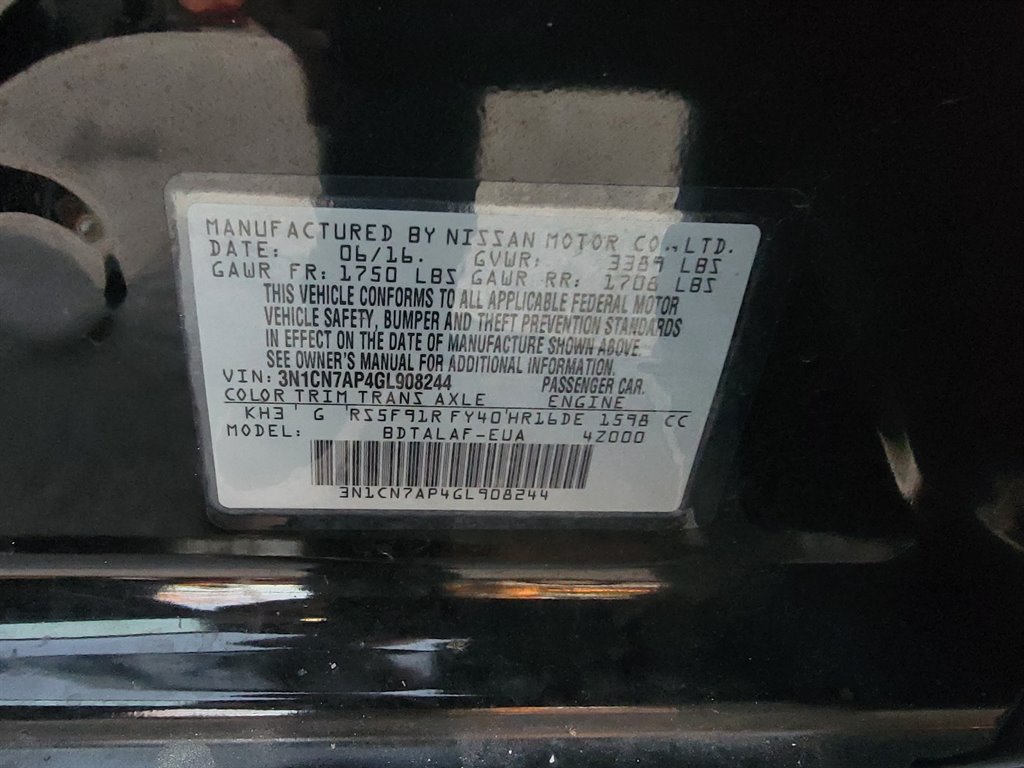 MANUFACTURED BY NISSAN MOTOR CO., LTD.
DATE: 06/16. GVWR: 3389 LBS
GAWR FR: 1750 LBS GAWR RR: 1708 LBS
THIS VEHICLE CONFORMS TO ALL APPLICABLE FEDERAL MOTOR
VEHICLE SAFETY, BUMPER AND THEFT PREVENTION STANDARDS
IN EFFECT ON THE DATE OF MANUFACTURE SHOWN ABOVE.
SEE OWNER'S MANUAL FOR ADDITIONAL INFORMATION.
VIN: 3N1CN7AP4GL908244 PASSENGER CAR.
COLOR TRIM TRANS AXLE ENGINE
KH3 G RS5F91R FY40 HR16DE 1598 CC
MODEL: BDTALAF-EUA 4Z000
3N1CN7AP4GL908244